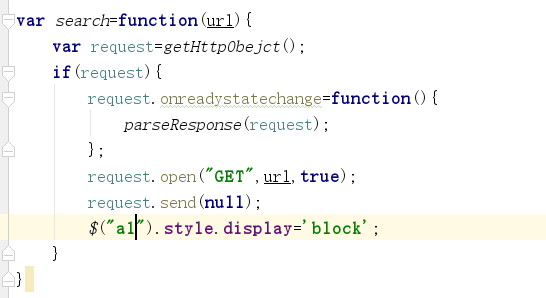 var search=function(url){
var request=getHttpObejct();
if(request){
request.onreadystatechange=function(){
parseResponse(request);
};
request.open("GET",url,true);
request.send(null);
$("a1").style.display='block';
}
}